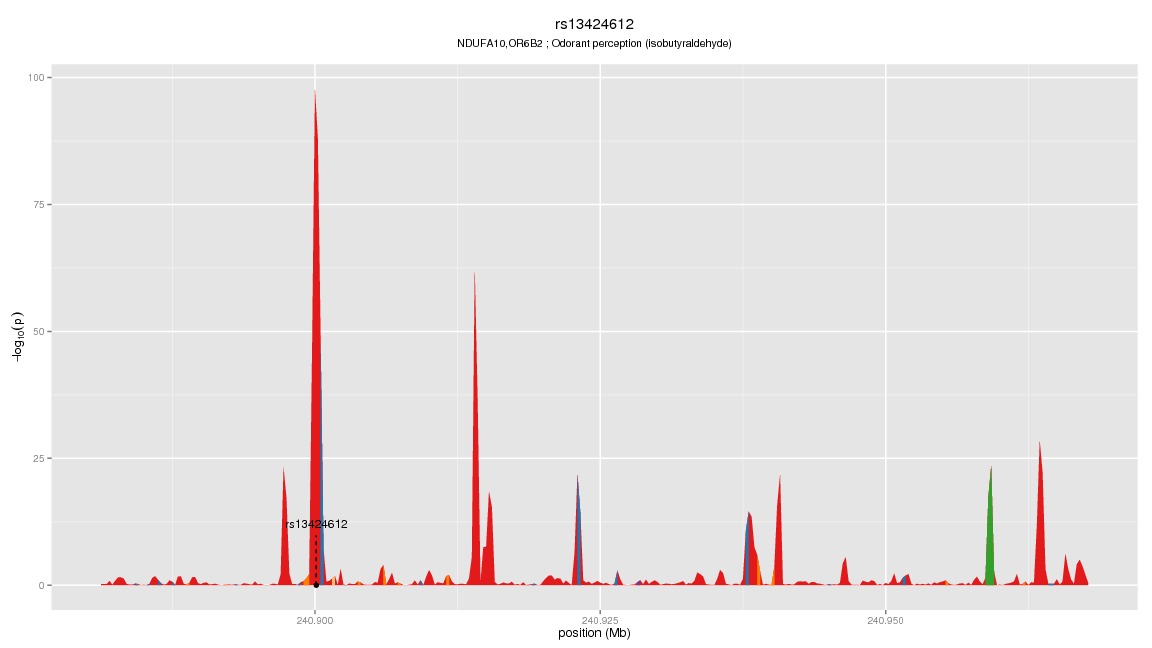 rs13424612
NDUFA10,OR6B2 ; Odorant perception (isobutyraldehyde)
100
75
50
25
0
−log10(p)
rs13424612
240.900
240.925
240.950
position (Mb)